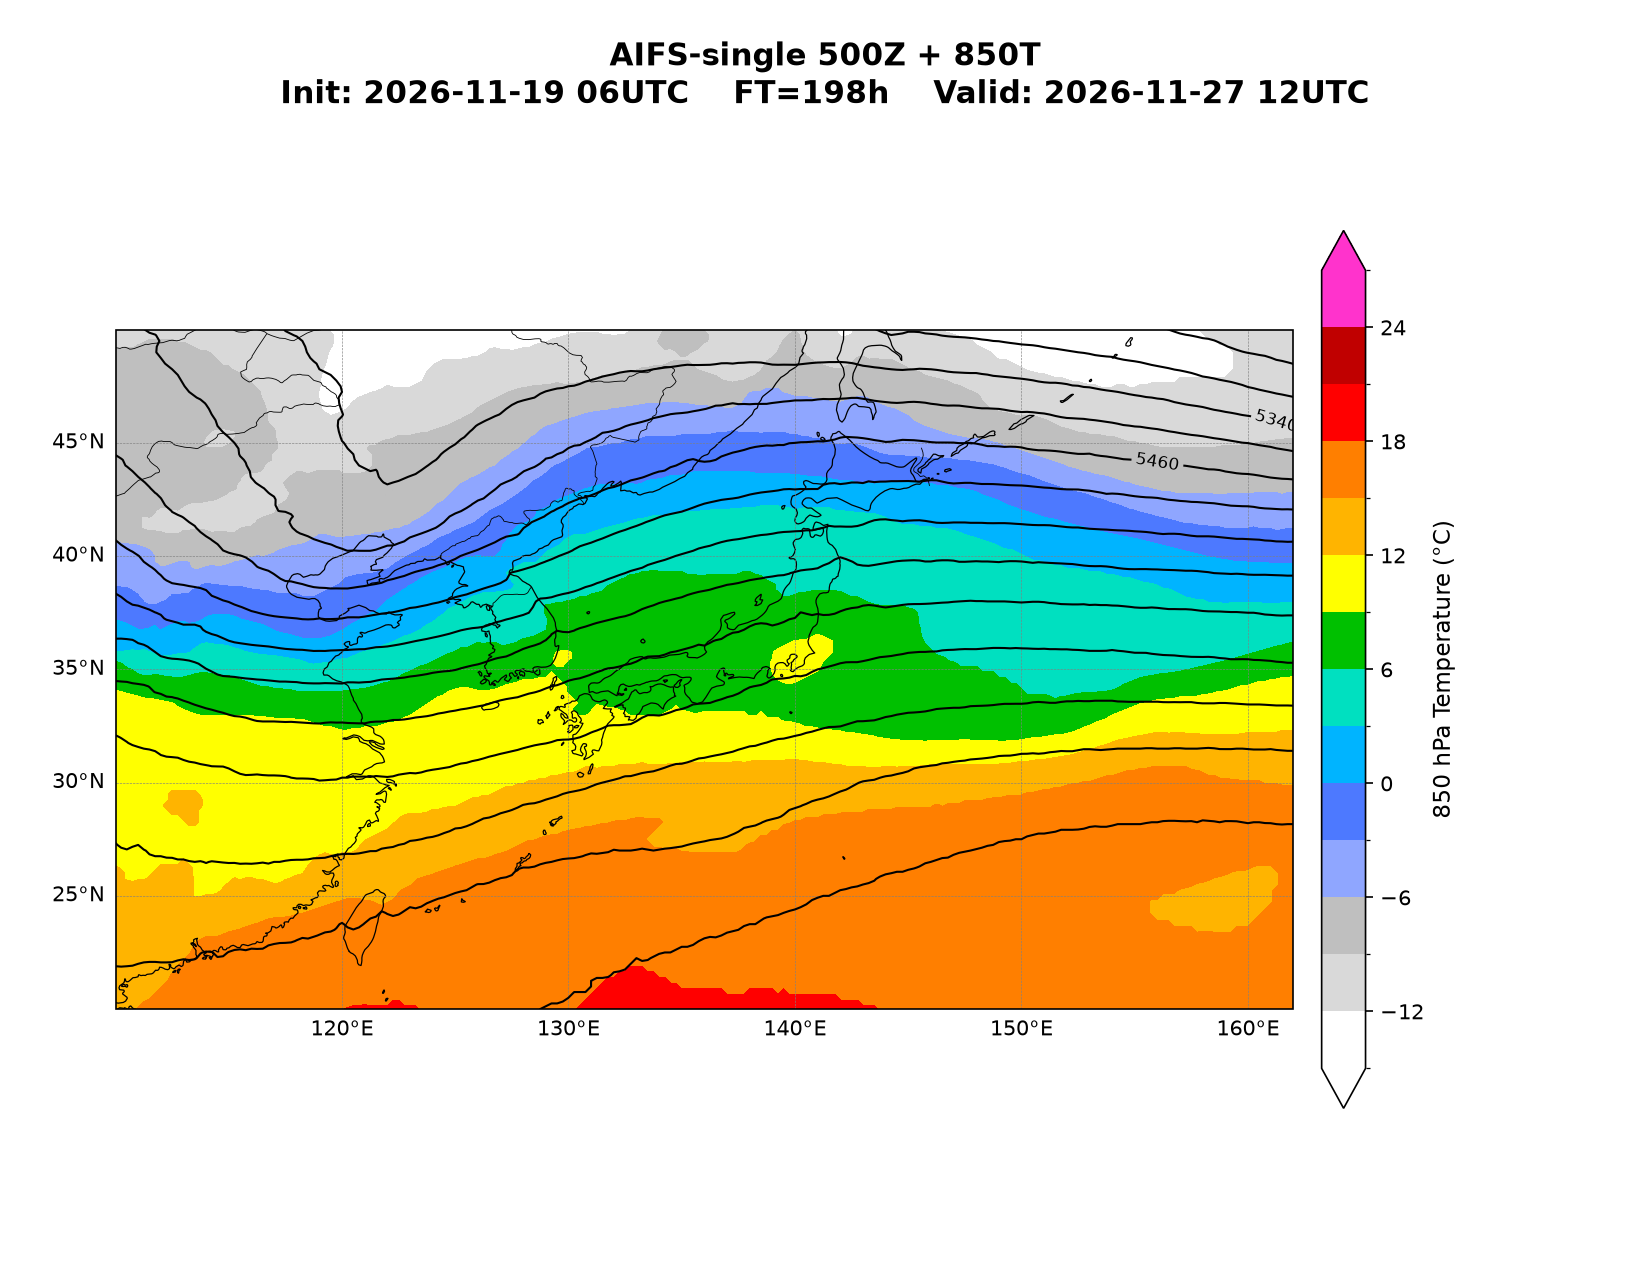 AIFS-single 500Z + 850T
Init: 2026-11-19 06UTC    FT=198h    Valid: 2026-11-27 12UTC
24
18
12
6
0
−6
−12
850 hPa Temperature (°C)
45°N
40°N
35°N
30°N
25°N
5340
5460
120°E
130°E
140°E
150°E
160°E